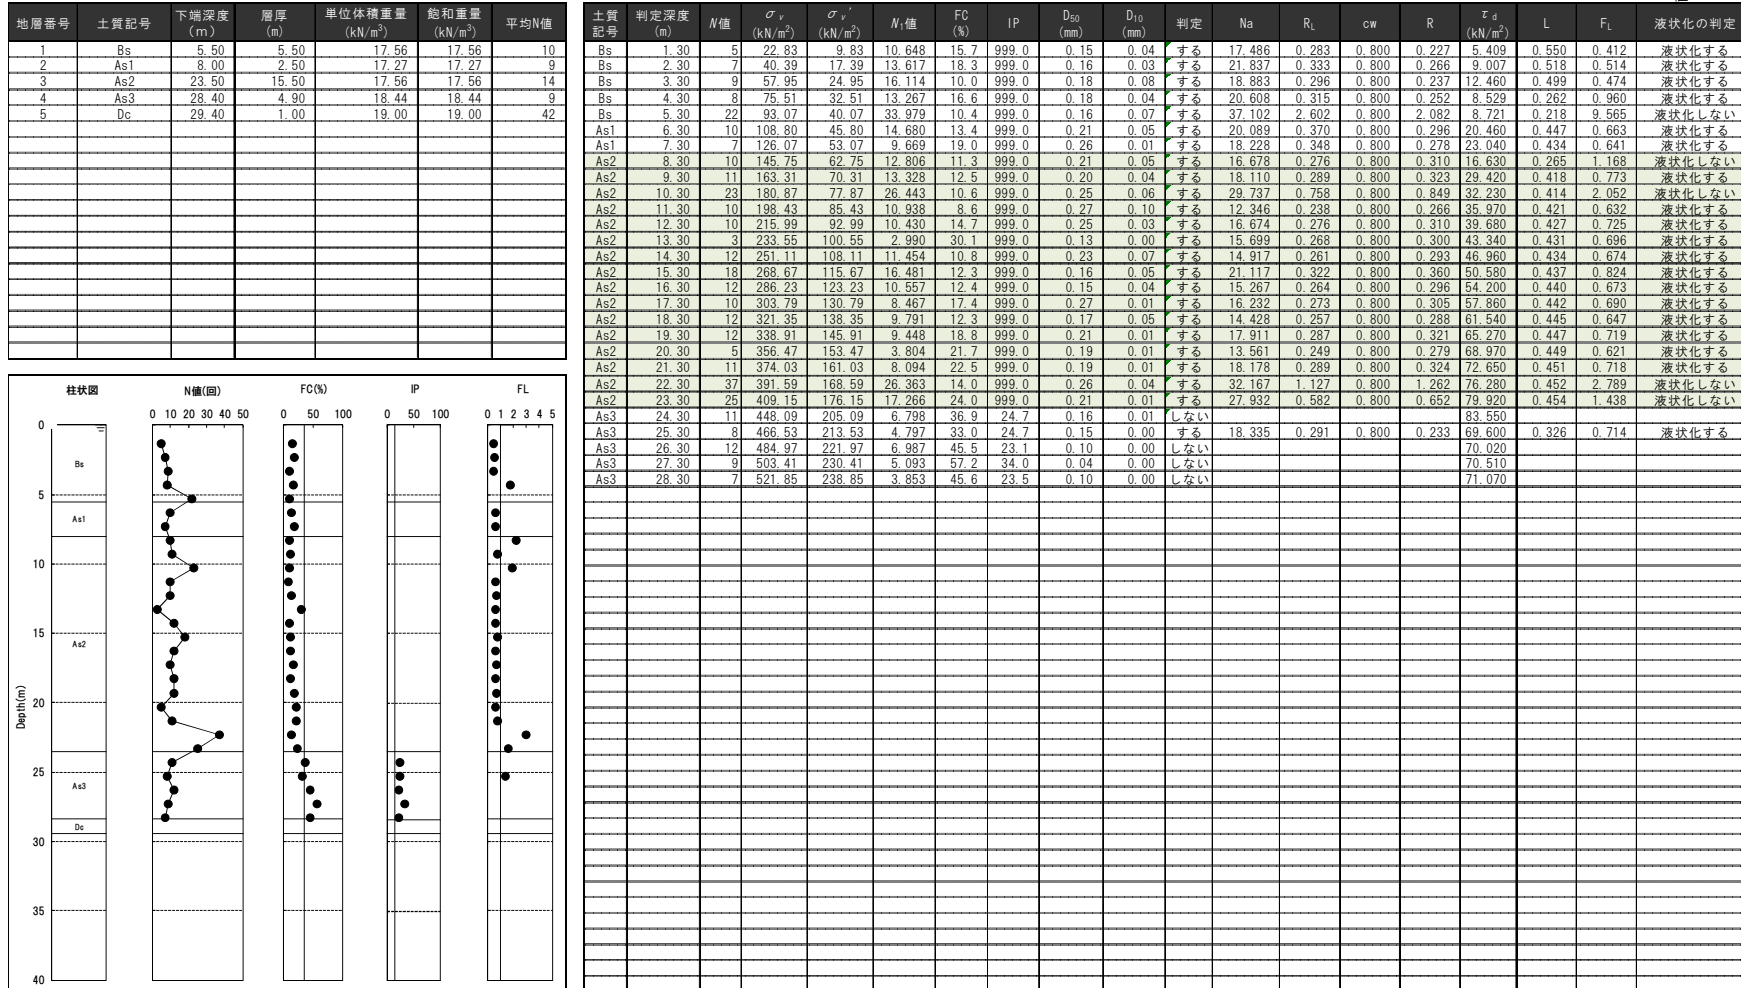 地層番号 土質記号 下端深度(m) 層厚(m) 単位体積重量(kN/m³) 飽和重量(kN/m³) 平均N値
1 Bs 5.50 5.50 17.56 17.56 10
2 As1 8.00 2.50 17.27 17.27 9
3 As2 23.50 15.50 17.56 17.56 14
4 As3 28.40 4.90 18.44 18.44 9
5 Dc 29.40 1.00 19.00 19.00 42
土質記号 判定深度(m) N値 σv(kN/m²) σv'(kN/m²) N₁値 FC(%) IP D50(mm) D10(mm) 判定 Na RL cw R τd(kN/m²) L FL 液状化の判定
Bs 1.30 5 22.83 9.83 10.648 15.7 999.0 0.15 0.04 する 17.486 0.283 0.800 0.227 5.409 0.550 0.412 液状化する
Bs 2.30 7 40.39 17.39 13.617 18.3 999.0 0.16 0.03 する 21.837 0.333 0.800 0.266 9.007 0.518 0.514 液状化する
Bs 3.30 9 57.95 24.95 16.114 10.0 999.0 0.18 0.08 する 18.883 0.296 0.800 0.237 12.460 0.499 0.474 液状化する
Bs 4.30 8 75.51 32.51 13.267 16.6 999.0 0.18 0.04 する 20.608 0.315 0.800 0.252 8.529 0.262 0.960 液状化する
Bs 5.30 22 93.07 40.07 33.979 10.4 999.0 0.16 0.07 する 37.102 2.602 0.800 2.082 8.721 0.218 9.565 液状化しない
As1 6.30 10 108.80 45.80 14.680 13.4 999.0 0.21 0.05 する 20.089 0.370 0.800 0.296 20.460 0.447 0.663 液状化する
As1 7.30 7 126.07 53.07 9.669 19.0 999.0 0.26 0.01 する 18.228 0.348 0.800 0.278 23.040 0.434 0.641 液状化する
As2 8.30 10 145.75 62.75 12.806 11.3 999.0 0.21 0.05 する 16.678 0.276 0.800 0.310 16.630 0.265 1.168 液状化しない
As2 9.30 11 163.31 70.31 13.328 12.5 999.0 0.20 0.04 する 18.110 0.289 0.800 0.323 29.420 0.418 0.773 液状化する
As2 10.30 23 180.87 77.87 26.443 10.6 999.0 0.25 0.06 する 29.737 0.758 0.800 0.849 32.230 0.414 2.052 液状化しない
As2 11.30 10 198.43 85.43 10.938 8.6 999.0 0.27 0.10 する 12.346 0.238 0.800 0.266 35.970 0.421 0.632 液状化する
As2 12.30 10 215.99 92.99 10.430 14.7 999.0 0.25 0.03 する 16.674 0.276 0.800 0.310 39.680 0.427 0.725 液状化する
As2 13.30 3 233.55 100.55 2.990 30.1 999.0 0.13 0.00 する 15.699 0.268 0.800 0.300 43.340 0.431 0.696 液状化する
As2 14.30 12 251.11 108.11 11.454 10.8 999.0 0.23 0.07 する 14.917 0.261 0.800 0.293 46.960 0.434 0.674 液状化する
As2 15.30 18 268.67 115.67 16.481 12.3 999.0 0.16 0.05 する 21.117 0.322 0.800 0.360 50.580 0.437 0.824 液状化する
As2 16.30 12 286.23 123.23 10.557 12.4 999.0 0.15 0.04 する 15.267 0.264 0.800 0.296 54.200 0.440 0.673 液状化する
As2 17.30 10 303.79 130.79 8.467 17.4 999.0 0.27 0.01 する 16.232 0.273 0.800 0.305 57.860 0.442 0.690 液状化する
As2 18.30 12 321.35 138.35 9.791 12.3 999.0 0.17 0.05 する 14.428 0.257 0.800 0.288 61.540 0.445 0.647 液状化する
As2 19.30 12 338.91 145.91 9.448 18.8 999.0 0.21 0.01 する 17.911 0.287 0.800 0.321 65.270 0.447 0.719 液状化する
As2 20.30 5 356.47 153.47 3.804 21.7 999.0 0.19 0.01 する 13.561 0.249 0.800 0.279 68.970 0.449 0.621 液状化する
As2 21.30 11 374.03 161.03 8.094 22.5 999.0 0.19 0.01 する 18.178 0.289 0.800 0.324 72.650 0.451 0.718 液状化する
As2 22.30 37 391.59 168.59 26.363 14.0 999.0 0.26 0.04 する 32.167 1.127 0.800 1.262 76.280 0.452 2.789 液状化しない
As2 23.30 25 409.15 176.15 17.266 24.0 999.0 0.21 0.01 する 27.932 0.582 0.800 0.652 79.920 0.454 1.438 液状化しない
As3 24.30 11 448.09 205.09 6.798 36.9 24.7 0.16 0.01 しない 83.550
As3 25.30 8 466.53 213.53 4.797 33.0 24.7 0.15 0.00 する 18.335 0.291 0.800 0.233 69.600 0.326 0.714 液状化する
As3 26.30 12 484.97 221.97 6.987 45.5 23.1 0.10 0.00 しない 70.020
As3 27.30 9 503.41 230.41 5.093 57.2 34.0 0.04 0.00 しない 70.510
As3 28.30 7 521.85 238.85 3.853 45.6 23.5 0.10 0.00 しない 71.070
柱状図 N値(回) FC(%) IP FL
0 10 20 30 40 50 0 50 100 0 50 100 0 1 2 3 4 5
0
Bs
5
As1
10
15
As2
20
Depth(m)
25
As3
Dc
30
35
40